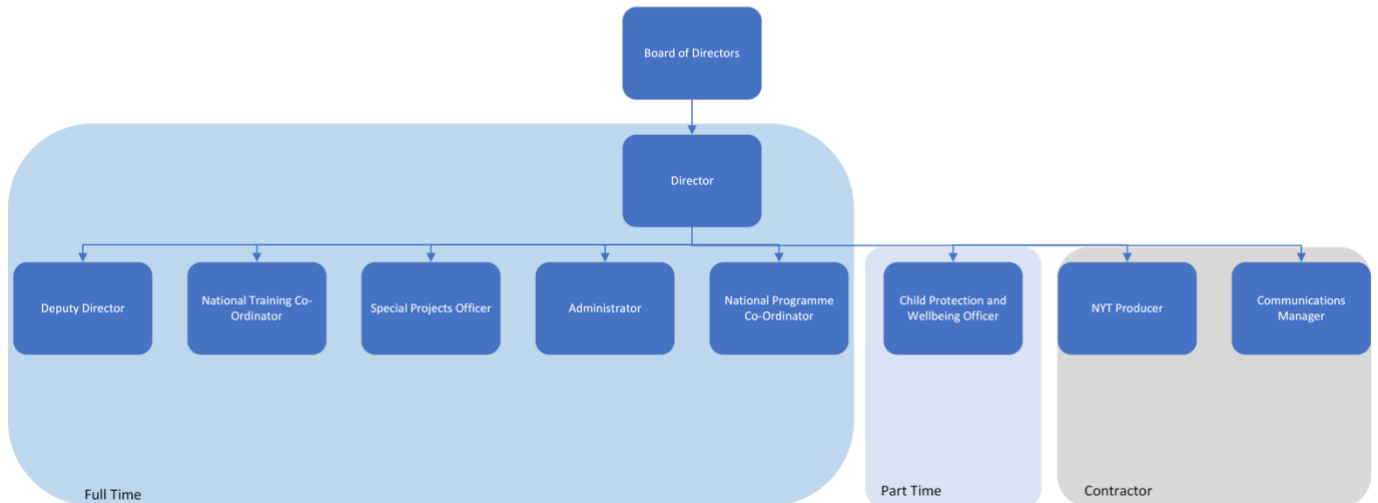 Board of Directors
Director
Deputy Director
National Training Co-
Ordinator
Special Projects Officer
Administrator
National Programme
Co-Ordinator
Child Protection and
Wellbeing Officer
NYT Producer
Communications
Manager
Full Time
Part Time
Contractor